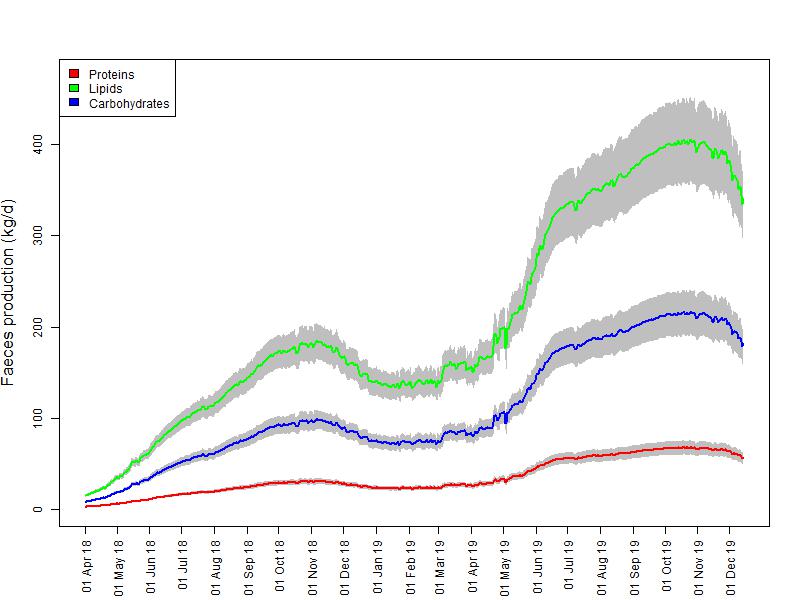 Proteins
Lipids
Carbohydrates
Faeces production (kg/d)
400
300
200
100
0
01 Apr 18
01 May 18
01 Jun 18
01 Jul 18
01 Aug 18
01 Sep 18
01 Oct 18
01 Nov 18
01 Dec 18
01 Jan 19
01 Feb 19
01 Mar 19
01 Apr 19
01 May 19
01 Jun 19
01 Jul 19
01 Aug 19
01 Sep 19
01 Oct 19
01 Nov 19
01 Dec 19